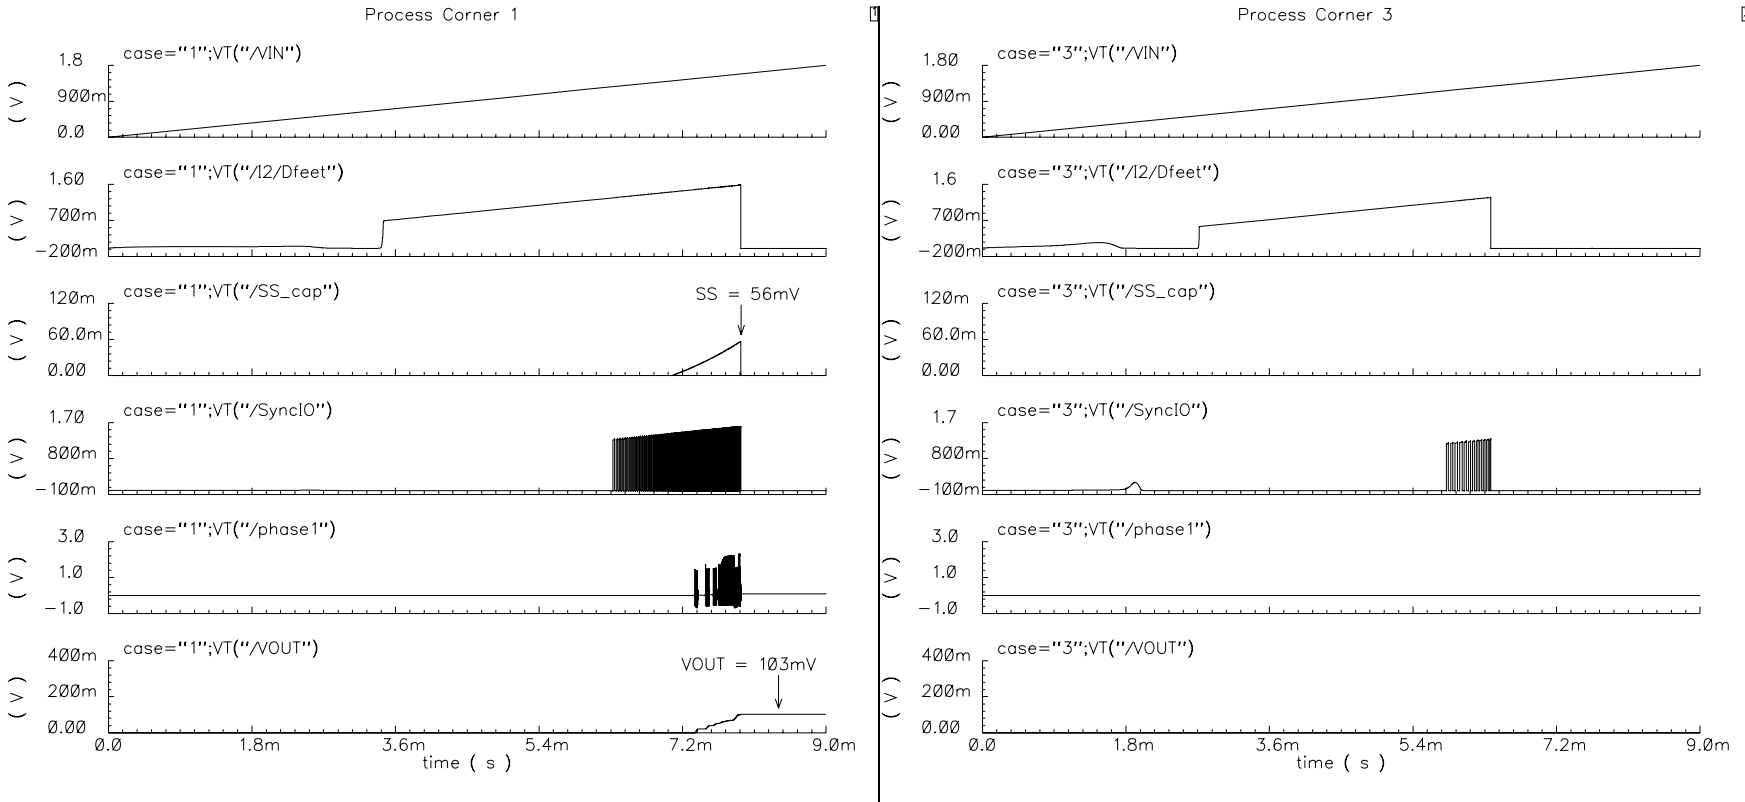 Process Corner 1
1
case="1";VT("/VIN")
1.8
900m
0.0
( V )
case="1";VT("/I2/Dfeet")
1.60
700m
-200m
( V )
case="1";VT("/SS_cap")
SS = 56mV
120m
60.0m
0.00
( V )
case="1";VT("/SyncIO")
1.70
800m
-100m
( V )
case="1";VT("/phase1")
3.0
1.0
-1.0
( V )
case="1";VT("/VOUT")
VOUT = 103mV
400m
200m
0.00
( V )
0.0 1.8m 3.6m 5.4m 7.2m 9.0m
time ( s )
Process Corner 3
case="3";VT("/VIN")
1.80
900m
0.00
( V )
case="3";VT("/I2/Dfeet")
1.6
700m
-200m
( V )
case="3";VT("/SS_cap")
120m
60.0m
0.00
( V )
case="3";VT("/SyncIO")
1.7
800m
-100m
( V )
case="3";VT("/phase1")
3.0
1.0
-1.0
( V )
case="3";VT("/VOUT")
400m
200m
0.00
( V )
0.0 1.8m 3.6m 5.4m 7.2m 9.0m
time ( s )